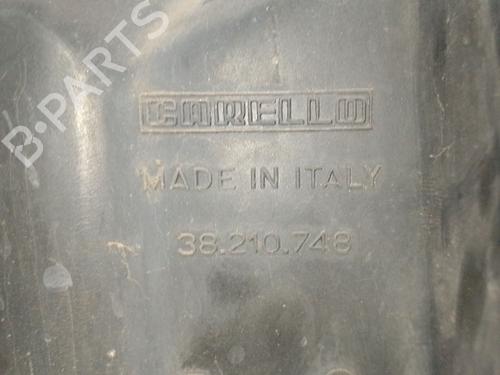 B-PARTS
CARELLO
MADE IN ITALY
38.210.748